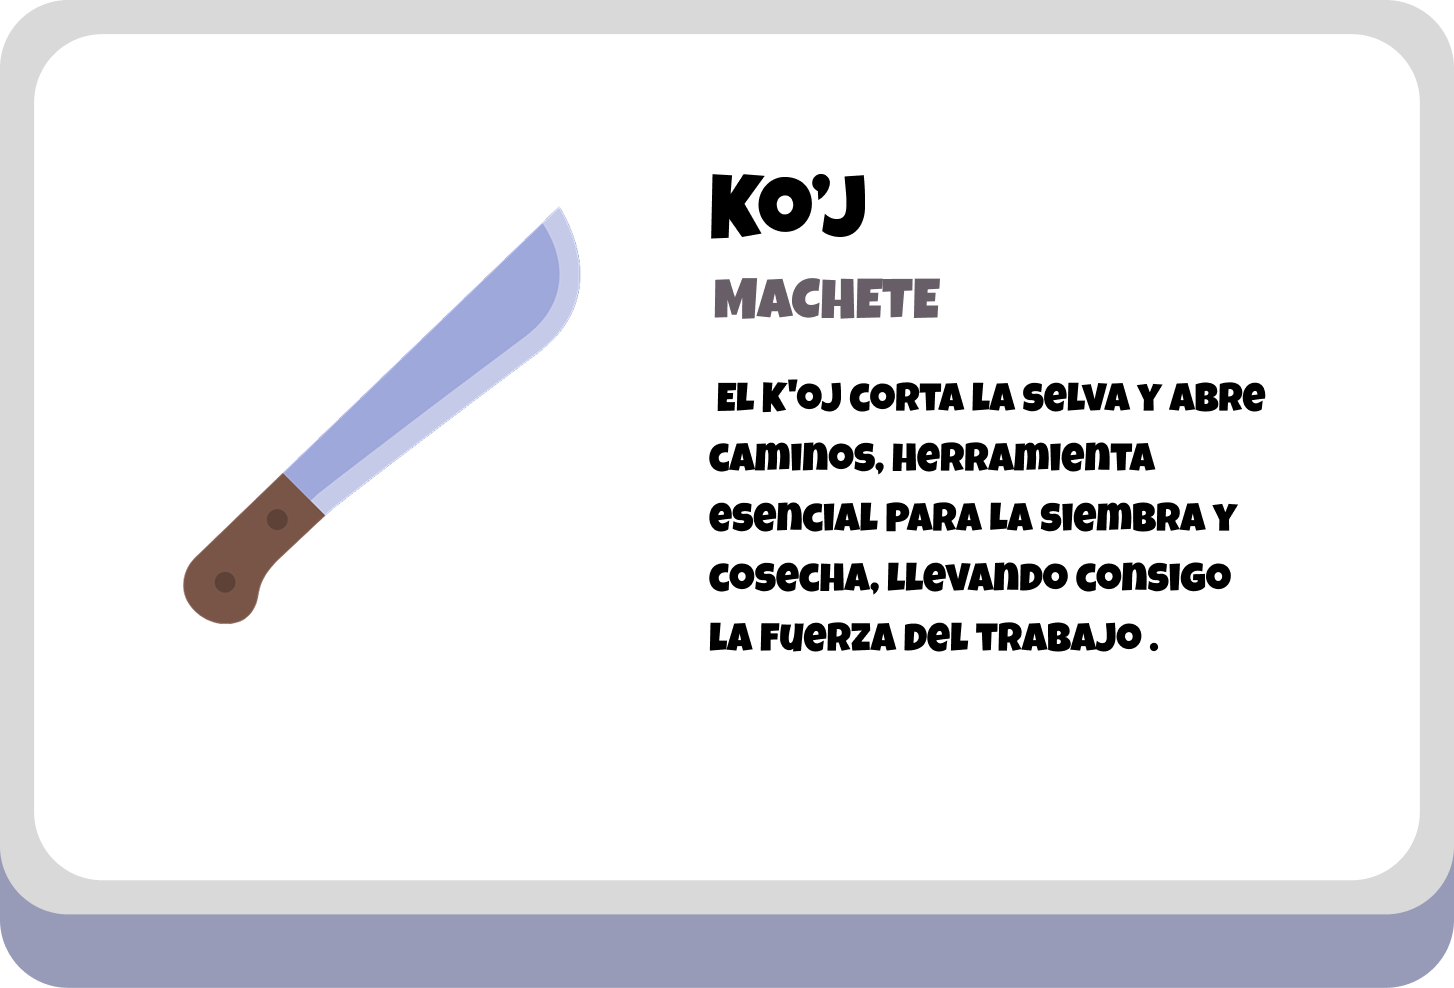 KO’J
MACHETE
EL K'OJ CORTA LA SELVA Y ABRE
CAMINOS, HERRAMIENTA
ESENCIAL PARA LA SIEMBRA Y
COSECHA, LLEVANDO CONSIGO
LA FUERZA DEL TRABAJO .